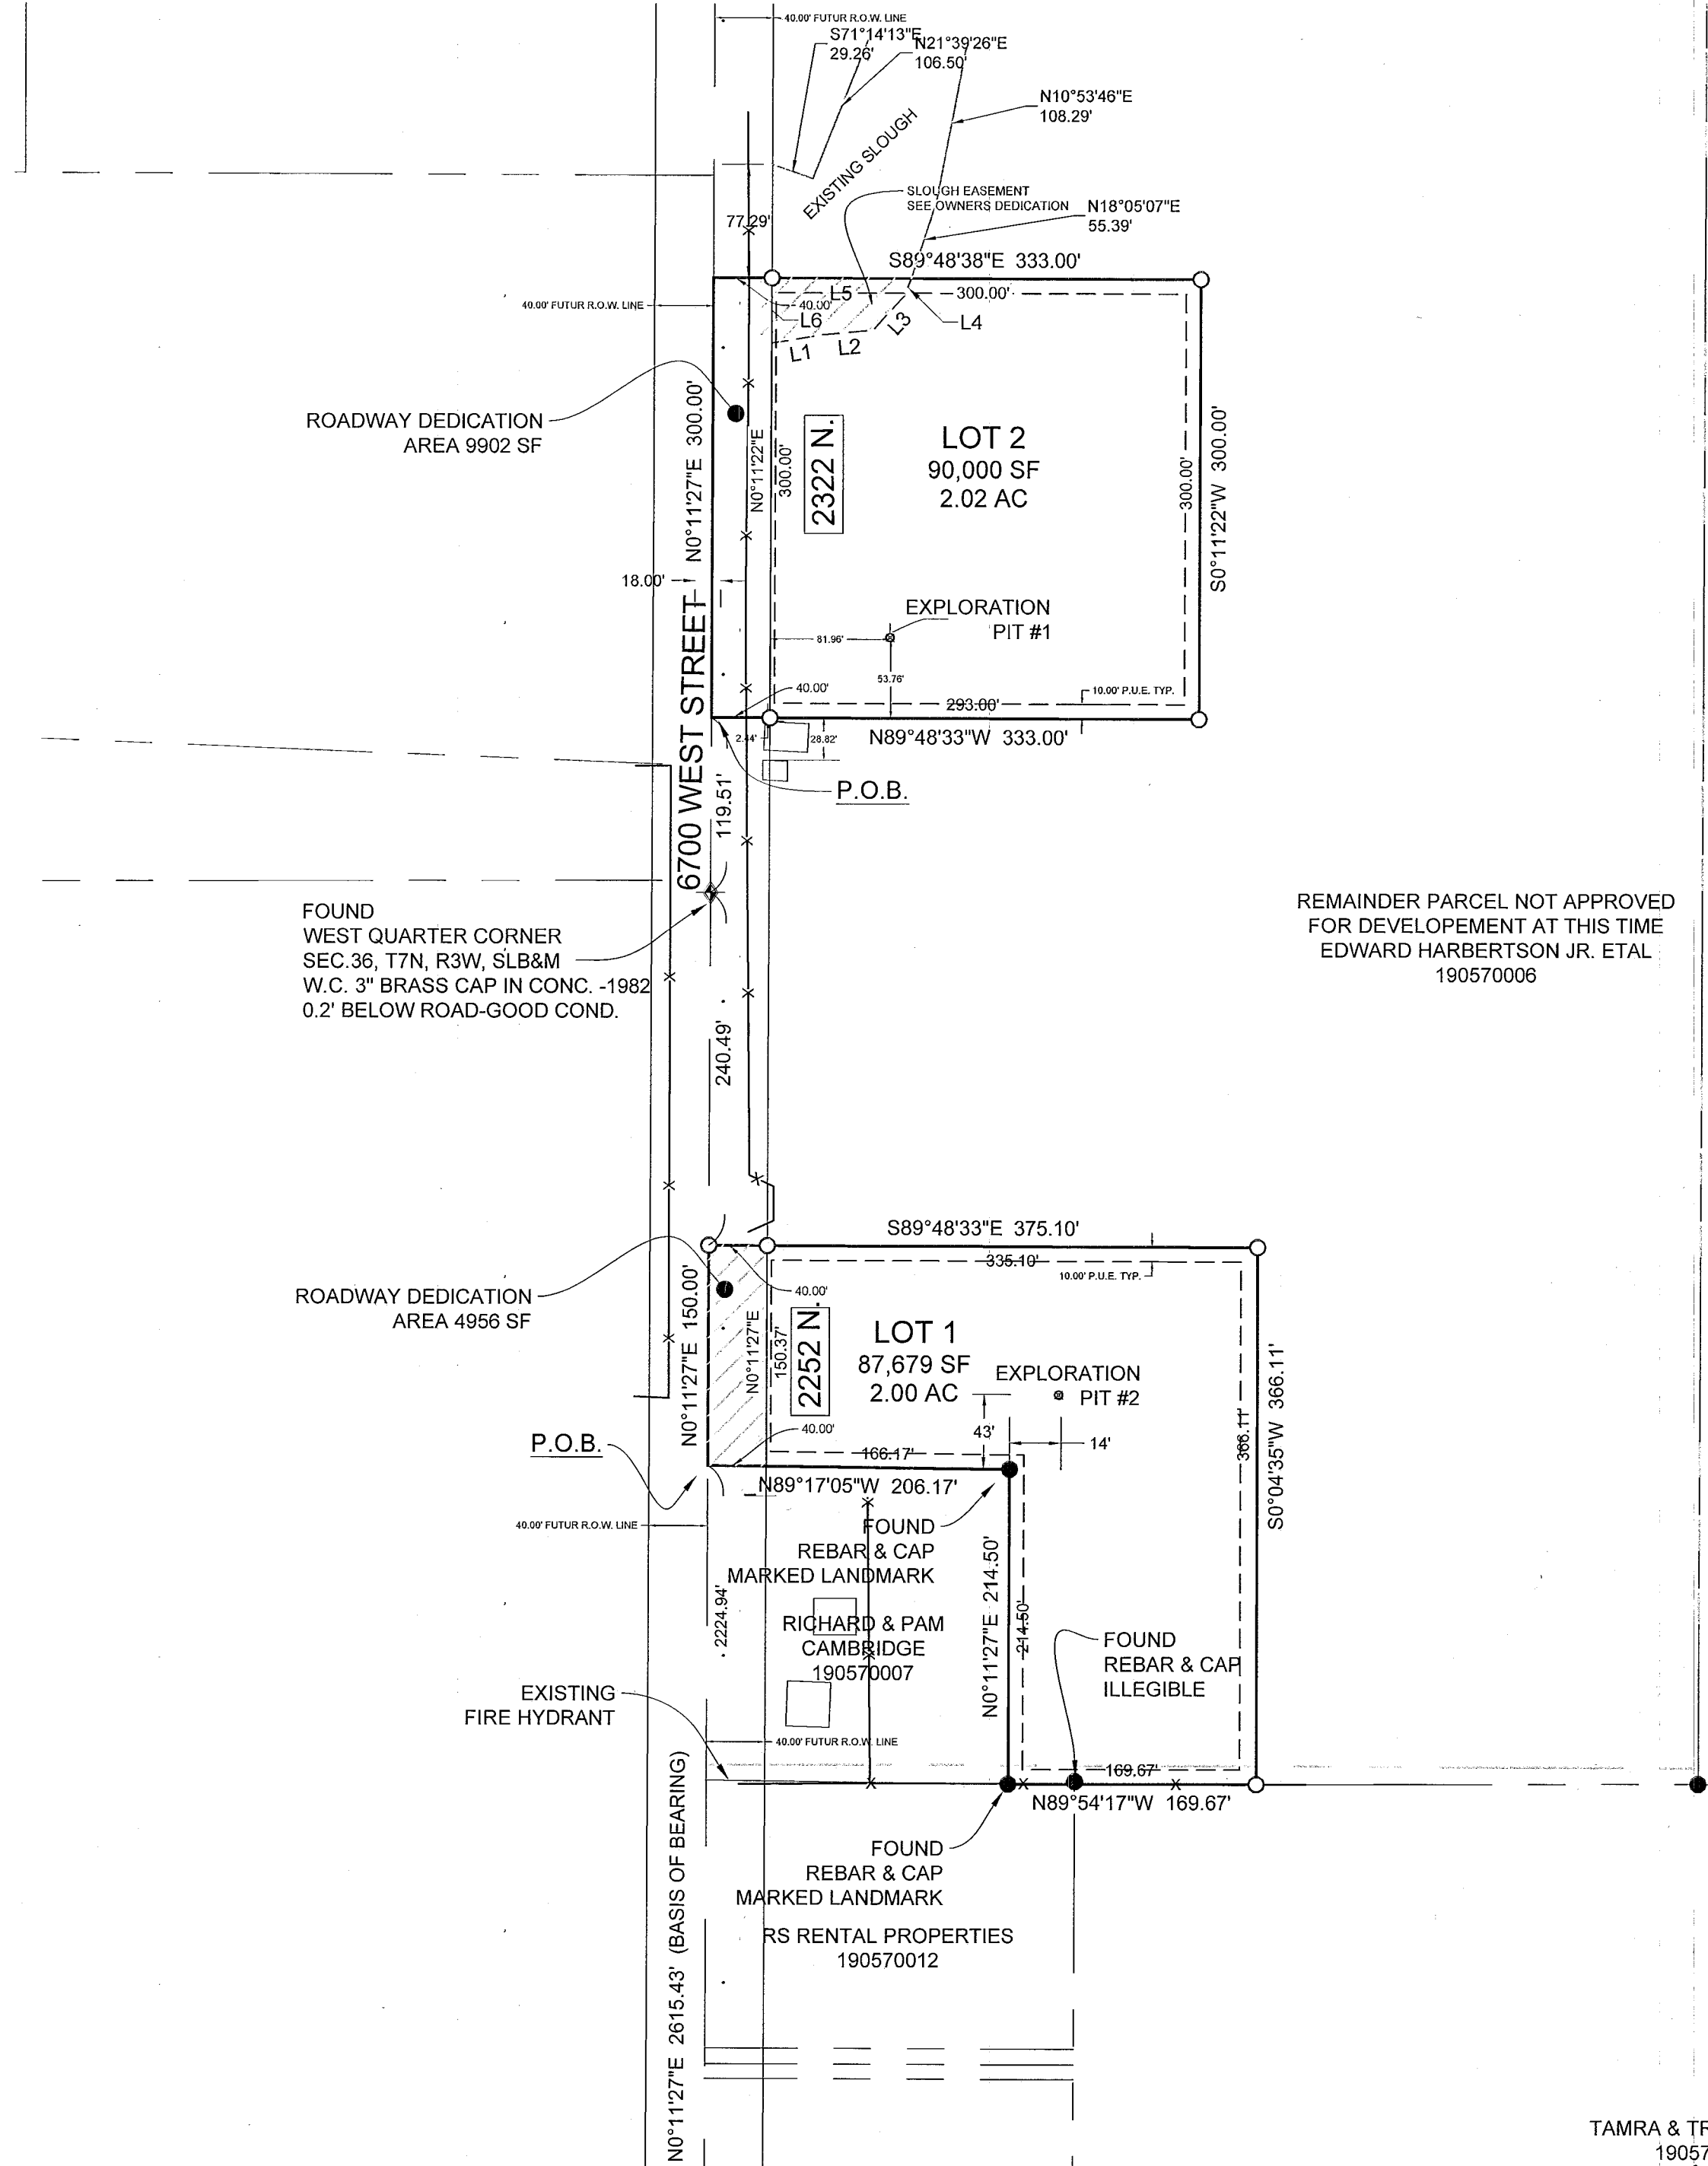 40.00' FUTUR R.O.W. LINE
S71°14'13"E
29.26'
N21°39'26"E
106.50'
N10°53'46"E
108.29'
EXISTING SLOUGH
SLOUGH EASEMENT
SEE OWNERS DEDICATION
N18°05'07"E
55.39'
77.29'
S89°48'38"E 333.00'
40.00' FUTUR R.O.W. LINE
L5
300.00'
40.00'
L6
L4
L3
L1
L2
ROADWAY DEDICATION
AREA 9902 SF
N0°11'27"E 300.00'
N0°11'22"E
300.00'
2322 N.
LOT 2
90,000 SF
2.02 AC
300.00'
S0°11'22"W 300.00'
18.00'
EXPLORATION
PIT #1
81.96'
53.76'
40.00'
10.00' P.U.E. TYP.
293.00'
2.44'
28.82'
N89°48'33"W 333.00'
P.O.B.
6700 WEST STREET
119.51'
FOUND
WEST QUARTER CORNER
SEC.36, T7N, R3W, SLB&M
W.C. 3" BRASS CAP IN CONC. -1982
0.2' BELOW ROAD-GOOD COND.
REMAINDER PARCEL NOT APPROVED
FOR DEVELOPEMENT AT THIS TIME
EDWARD HARBERTSON JR. ETAL
190570006
240.49'
S89°48'33"E 375.10'
335.10'
10.00' P.U.E. TYP.
ROADWAY DEDICATION
AREA 4956 SF
40.00'
N0°11'27"E 150.00'
N0°11'27"E
150.37'
2252 N.
LOT 1
87,679 SF
2.00 AC
EXPLORATION
PIT #2
43'
14'
366.11'
S0°04'35"W 366.11'
P.O.B.
40.00'
166.17'
N89°17'05"W 206.17'
40.00' FUTUR R.O.W. LINE
FOUND
REBAR & CAP
MARKED LANDMARK
2224.94'
RICHARD & PAM
CAMBRIDGE
190570007
N0°11'27"E 214.50'
214.50'
FOUND
REBAR & CAP
ILLEGIBLE
EXISTING
FIRE HYDRANT
40.00' FUTUR R.O.W. LINE
169.67'
N89°54'17"W 169.67'
FOUND
REBAR & CAP
MARKED LANDMARK
RS RENTAL PROPERTIES
190570012
N0°11'27"E 2615.43' (BASIS OF BEARING)
TAMRA & TR
19057